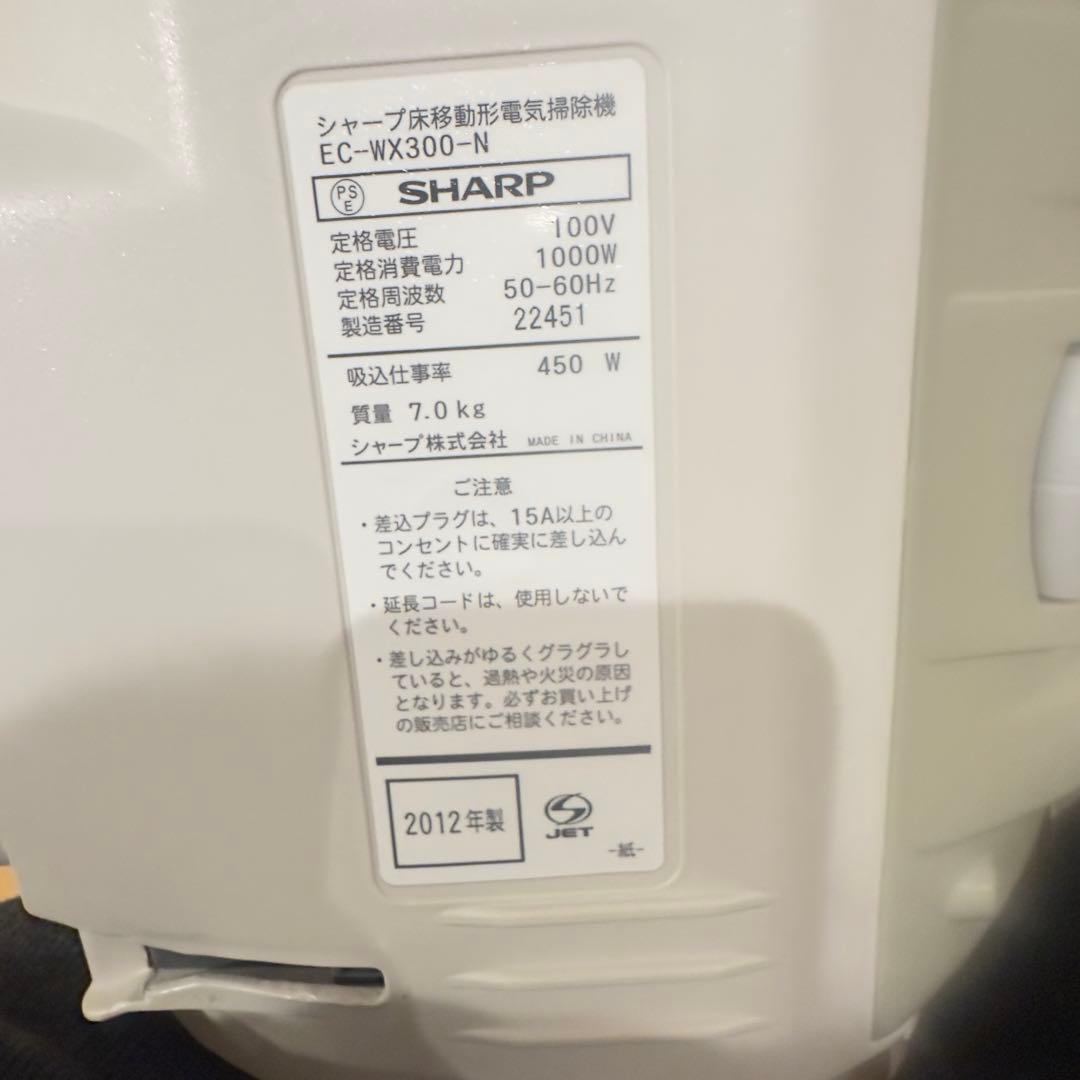 シャープ床移動形電気掃除機
EC-WX300-N
PS E SHARP
定格電圧 100V
定格消費電力 1000W
定格周波数 50-60Hz
製造番号 22451
吸込仕事率 450 W
質量 7.0kg
シャープ株式会社 MADE IN CHINA
ご注意
・差込プラグは、15A以上の
コンセントに確実に差し込ん
でください。
・延長コードは、使用しないで
ください。
・差し込みがゆるくグラグラし
ていると、過熱や火災の原因
となります。必ずお買い上げ
の販売店にご相談ください。
2012年製
JET
-紙-